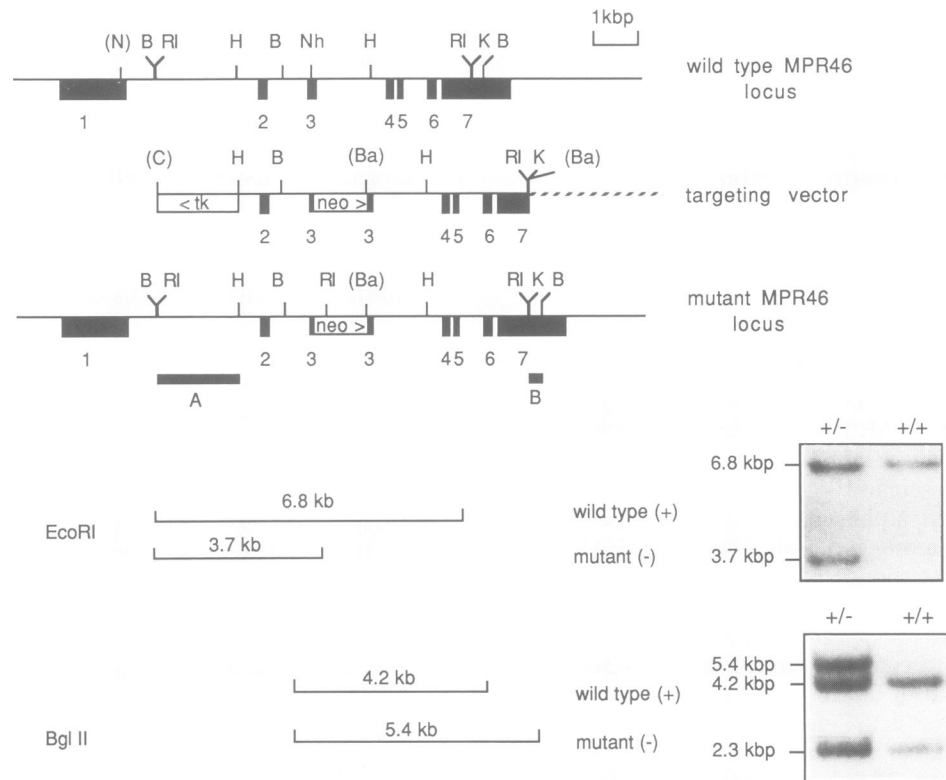 1kbp
(N) B RI H B Nh H RI K B
wild type MPR46
locus
1 2 3 4 5 6 7
(C) H B (Ba) H RI K (Ba)
< tk neo >
targeting vector
2 3 3 4 5 6 7
B RI H B RI (Ba) H RI K B
mutant MPR46
locus
neo >
1 2 3 3 4 5 6 7
A B
+/- +/+
6.8 kbp
6.8 kb
EcoRI
wild type (+)
3.7 kb
mutant (-)
3.7 kbp
+/- +/+
5.4 kbp
4.2 kb
4.2 kbp
wild type (+)
5.4 kb
Bgl II
mutant (-)
2.3 kbp